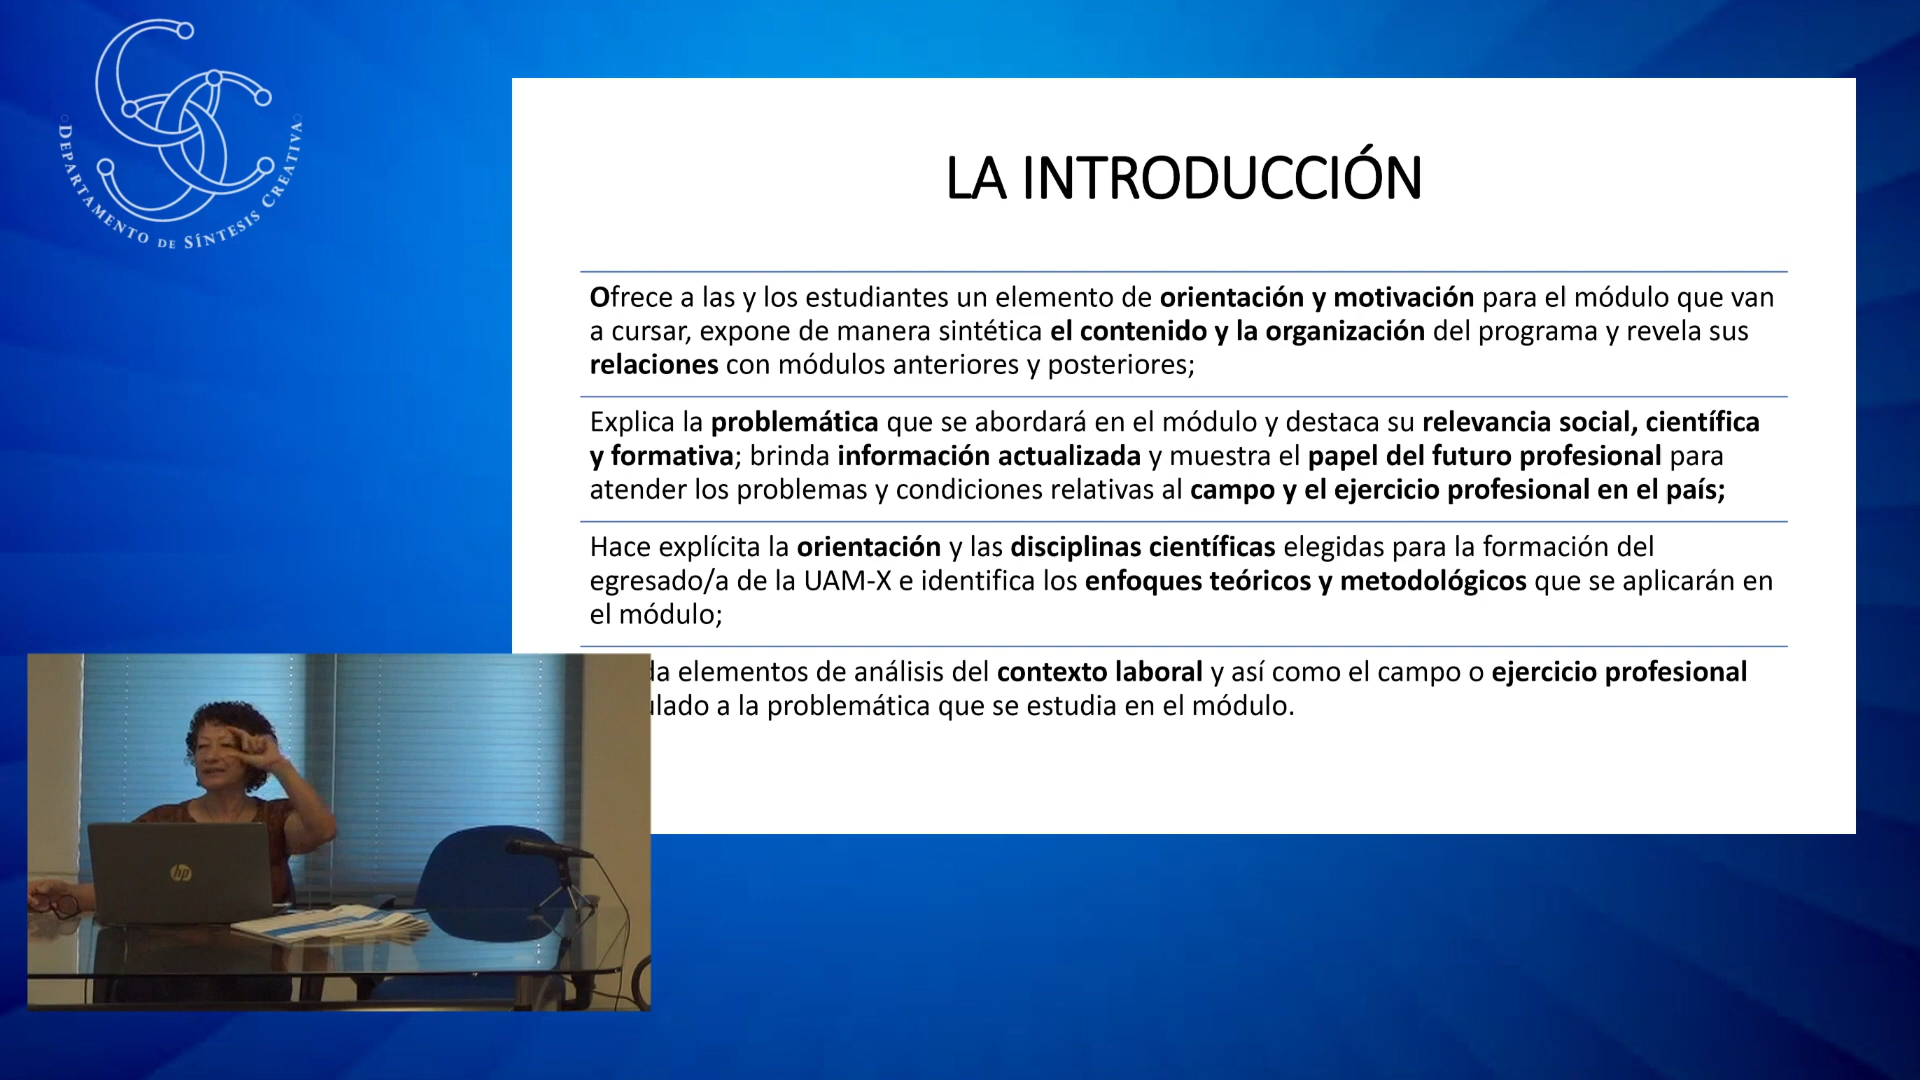 DEPARTAMENTO DE SÍNTESIS CREATIVA
LA INTRODUCCIÓN
Ofrece a las y los estudiantes un elemento de orientación y motivación para el módulo que van
a cursar, expone de manera sintética el contenido y la organización del programa y revela sus
relaciones con módulos anteriores y posteriores;
Explica la problemática que se abordará en el módulo y destaca su relevancia social, científica
y formativa; brinda información actualizada y muestra el papel del futuro profesional para
atender los problemas y condiciones relativas al campo y el ejercicio profesional en el país;
Hace explícita la orientación y las disciplinas científicas elegidas para la formación del
egresado/a de la UAM-X e identifica los enfoques teóricos y metodológicos que se aplicarán en
el módulo;
elementos de análisis del contexto laboral y así como el campo o ejercicio profesional
a la problemática que se estudia en el módulo.
hp